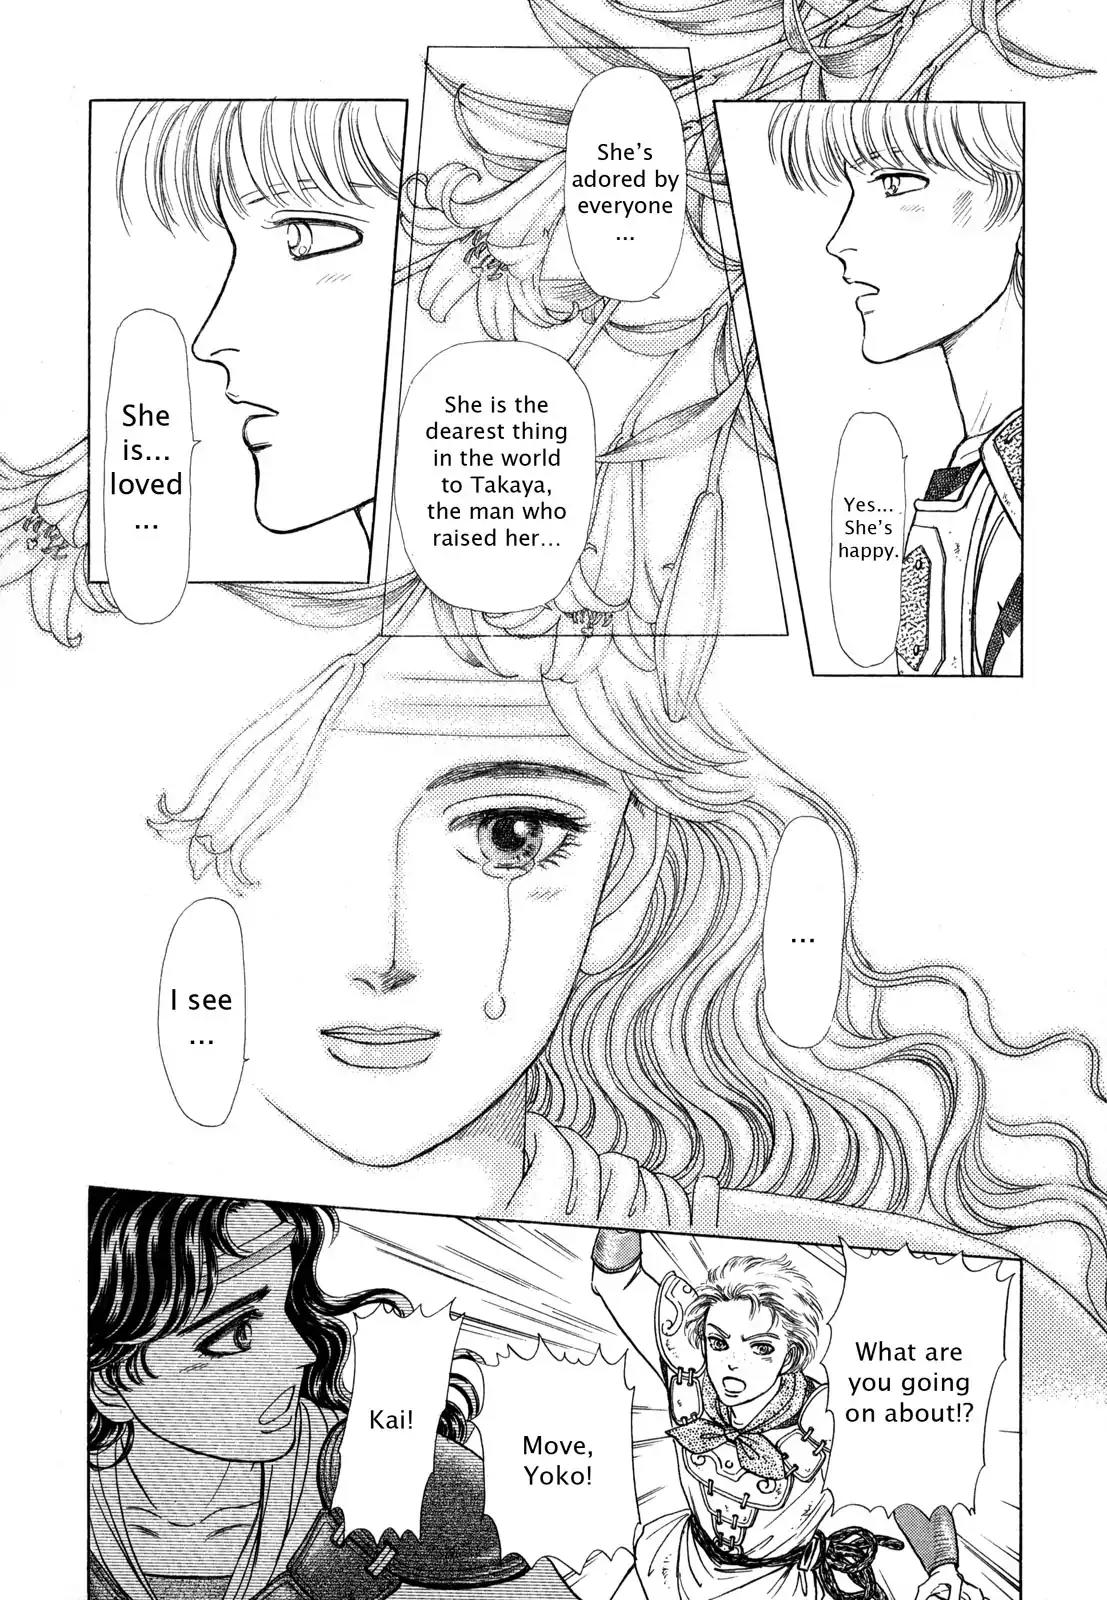 Yes...
She's
happy.
She's
adored by
everyone
...
She is the
dearest thing
in the world
to Takaya,
the man who
raised her...
She
is...
loved
...
...
I see
...
What are
you going
on about!?
Move,
Yoko!
Kai!